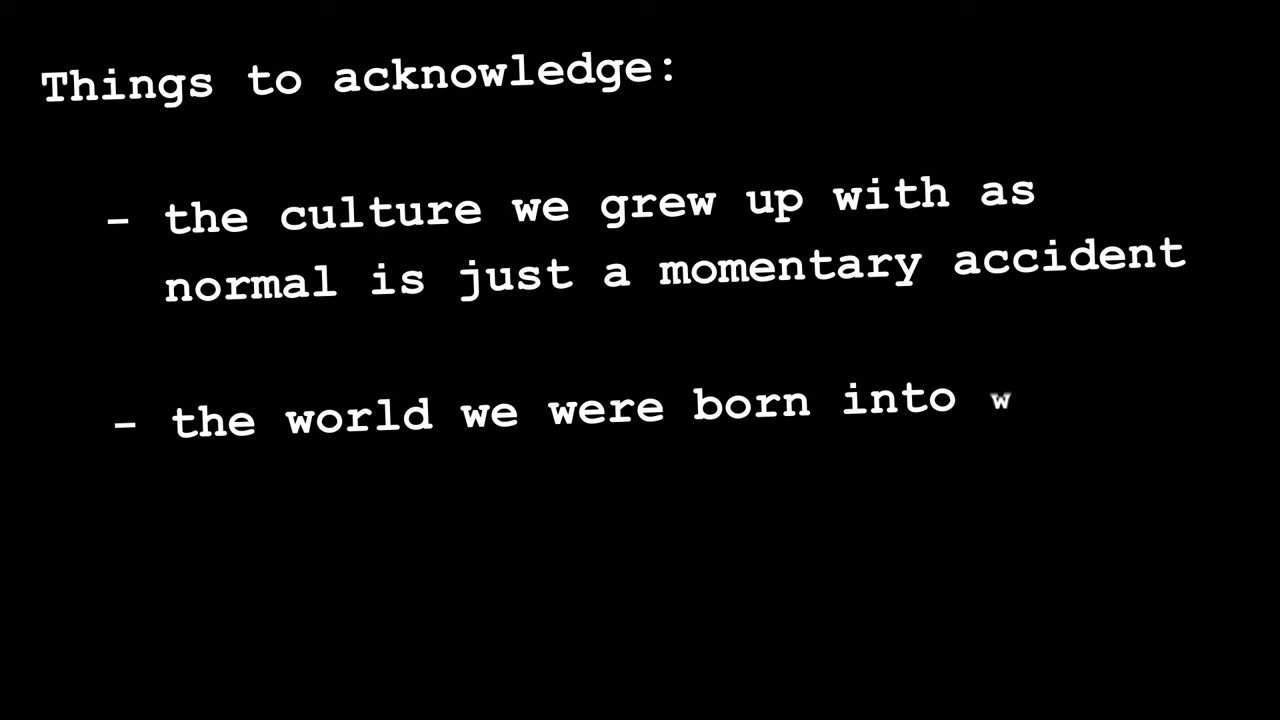 Things to acknowledge:
- the culture we grew up with as
normal is just a momentary accident
- the world we were born into w